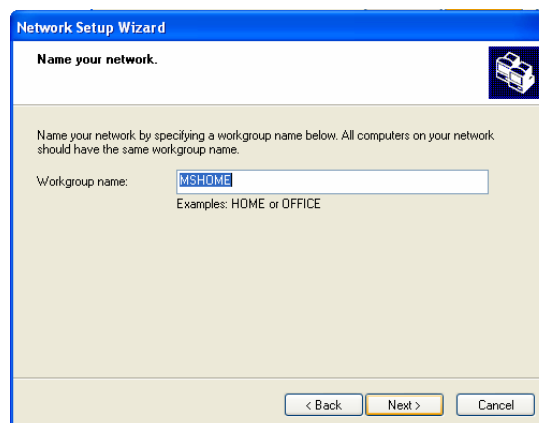 Network Setup Wizard
Name your network.
Name your network by specifying a workgroup name below. All computers on your network
should have the same workgroup name.
Workgroup name: MSHOME
Examples: HOME or OFFICE
< Back Next > Cancel